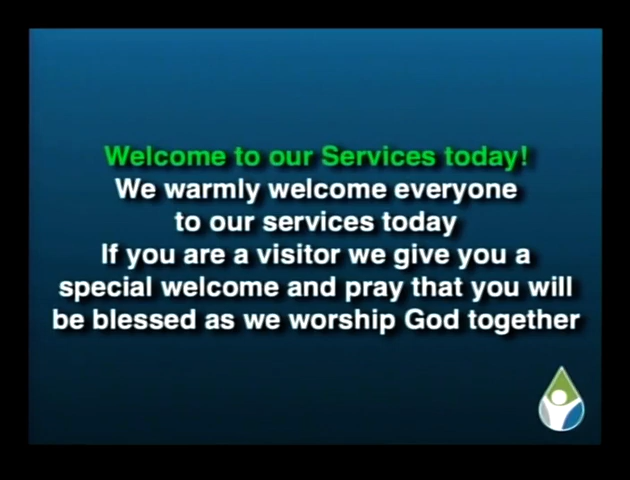 Welcome to our Services today!
We warmly welcome everyone
to our services today
If you are a visitor we give you a
special welcome and pray that you will
be blessed as we worship God together